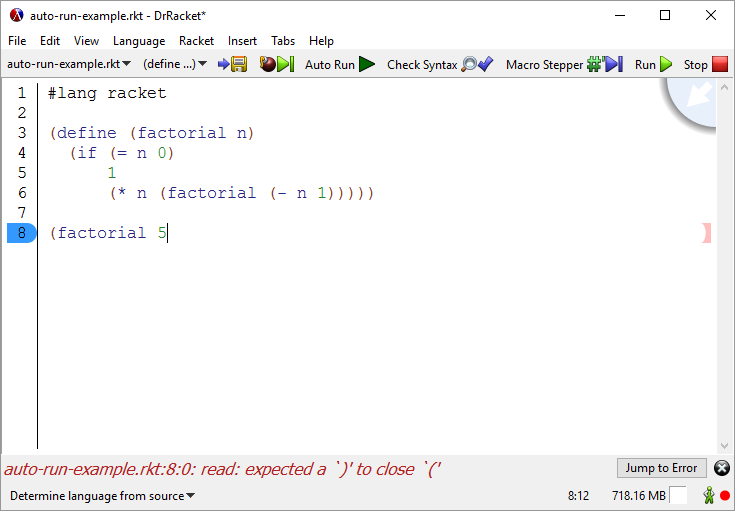 auto-run-example.rkt - DrRacket*
File Edit View Language Racket Insert Tabs Help
auto-run-example.rkt (define ...) Auto Run Check Syntax Macro Stepper Run Stop
1 #lang racket
2
3 (define (factorial n)
4   (if (= n 0)
5       1
6       (* n (factorial (- n 1)))))
7
8 (factorial 5
auto-run-example.rkt:8:0: read: expected a `)' to close `('
Jump to Error
Determine language from source 8:12 718.16 MB